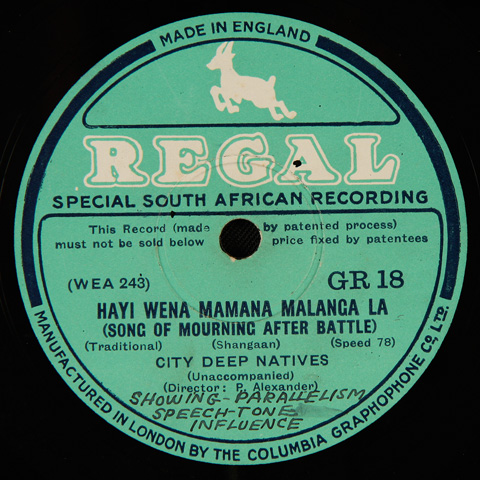 MADE IN ENGLAND
REGAL
SPECIAL SOUTH AFRICAN RECORDING
This Record (made by patented process)
must not be sold below price fixed by patentees
(WEA 243)
GR 18
HAYI WENA MAMANA MALANGA LA
(SONG OF MOURNING AFTER BATTLE)
(Traditional) (Shangaan) (Speed 78)
CITY DEEP NATIVES
(Unaccompanied)
(Director: P. Alexander)
SHOWING - PARALLELISM
SPEECH-TONE
INFLUENCE
MANUFACTURED IN LONDON BY THE COLUMBIA GRAPHOPHONE CO, LTD.